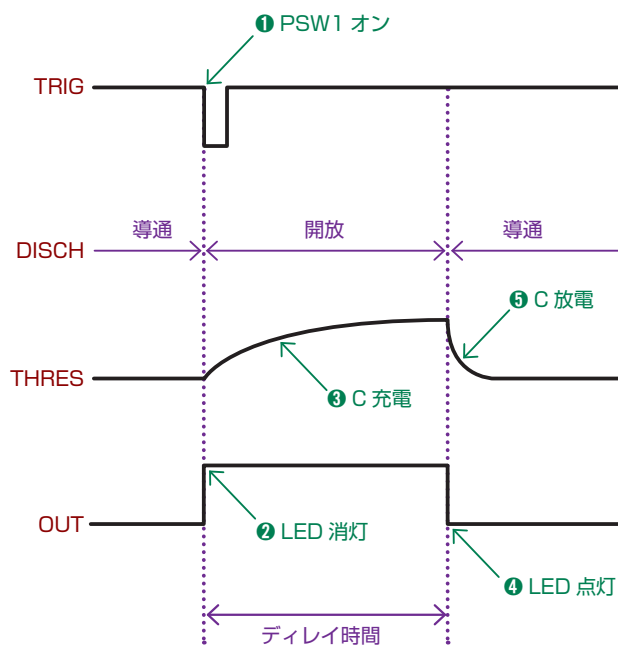 ❶ PSW1 オン
TRIG
導通 開放 導通
DISCH
❺ C 放電
THRES
❸ C 充電
OUT
❷ LED 消灯
❹ LED 点灯
ディレイ時間